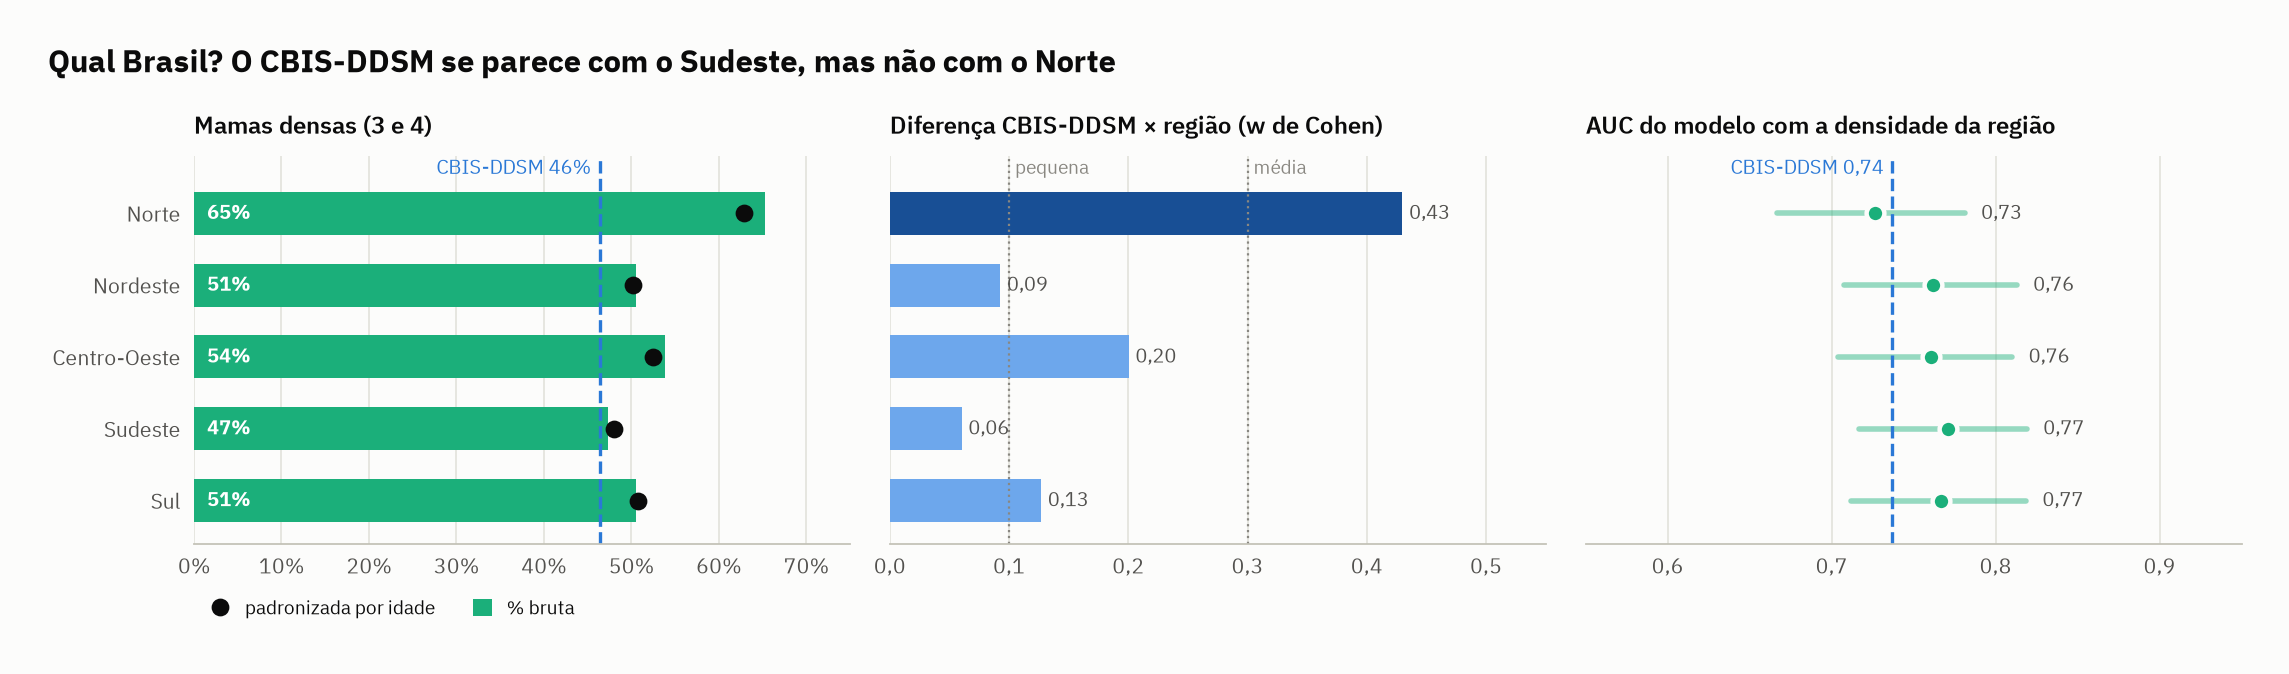 Qual Brasil? O CBIS-DDSM se parece com o Sudeste, mas não com o Norte
Mamas densas (3 e 4)
CBIS-DDSM 46%
Norte
65%
Nordeste
51%
Centro-Oeste
54%
Sudeste
47%
Sul
51%
0% 10% 20% 30% 40% 50% 60% 70%
padronizada por idade
% bruta
Diferença CBIS-DDSM × região (w de Cohen)
pequena
média
0,43
0,09
0,20
0,06
0,13
0,0 0,1 0,2 0,3 0,4 0,5
AUC do modelo com a densidade da região
CBIS-DDSM 0,74
0,73
0,76
0,76
0,77
0,77
0,6 0,7 0,8 0,9